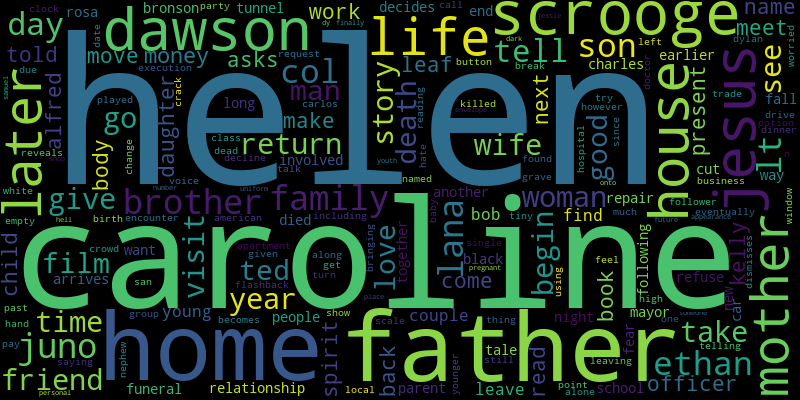 helen
caroline
home
father
dawson
scrooge
life
jesus
house
mother
later
day
son
tell
col
man
story
death
leaf
wife
return
go
family
brother
give
woman
film
visit
ted
year
time
juno
friend
lana
love
begin
ethan
take
officer
lt
see
meet
name
good
next
present
kelly
book
back
spirit
bob
find
couple
come
young
people
work
move
money
asks
make
alfred
daughter
body
told
bronson
party
tunnel
rosa
decides
end
charles
earlier
clock
due
execution
played
change
class
dead
crack
long
decline
carlos
involved
talk
reading
hate
killed
button
break
request
call
left
dark
jessie
dylan
worried
doctor
try
however
since
hospital
fall
trade
drive
potion
dinner
cut
way
business
window
found
grave
named
onto
youth
voice
number
uniform
reveals
samuel
date
dy
finally
white
empty
hell
birth
encounter
american
including
another
baby
tiny
repair
much
follower
eventually
appearance
future
dismisses
refuse
following
feel
using
pregnant
single
black
together
along
bringing
get
turn
given
flashback
apartment
died
crowd
want
san
child
arrives
past
hand
pay
saying
personal
group
becomes
nephew
funeral
relationship
local
show
scale
place
parent
still
thing
tale
night
younger
leave
read
leaving
point
alone
school
fear
mayor
high
one
someone
telling
new
car